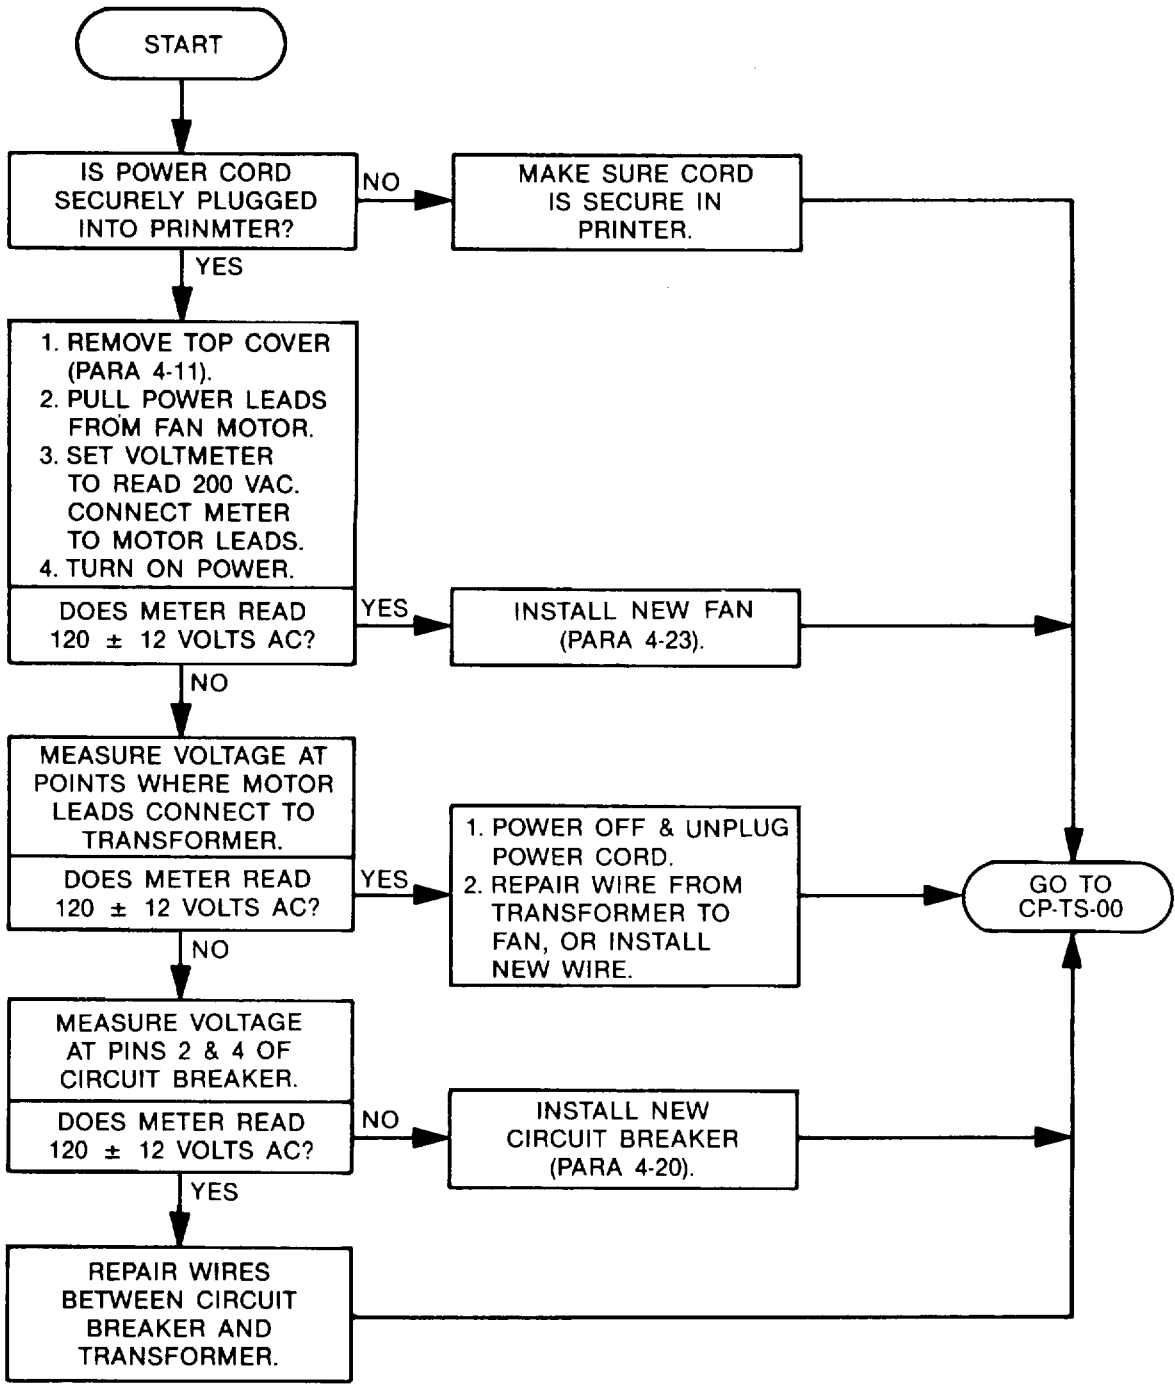 START
IS POWER CORD
SECURELY PLUGGED
INTO PRINMTER?
NO
MAKE SURE CORD
IS SECURE IN
PRINTER.
YES
1. REMOVE TOP COVER
(PARA 4-11).
2. PULL POWER LEADS
FROM FAN MOTOR.
3. SET VOLTMETER
TO READ 200 VAC.
CONNECT METER
TO MOTOR LEADS.
4. TURN ON POWER.
DOES METER READ
120 ± 12 VOLTS AC?
YES
INSTALL NEW FAN
(PARA 4-23).
NO
MEASURE VOLTAGE AT
POINTS WHERE MOTOR
LEADS CONNECT TO
TRANSFORMER.
DOES METER READ
120 ± 12 VOLTS AC?
YES
1. POWER OFF & UNPLUG
POWER CORD.
2. REPAIR WIRE FROM
TRANSFORMER TO
FAN, OR INSTALL
NEW WIRE.
GO TO
CP-TS-00
NO
MEASURE VOLTAGE
AT PINS 2 & 4 OF
CIRCUIT BREAKER.
DOES METER READ
120 ± 12 VOLTS AC?
NO
INSTALL NEW
CIRCUIT BREAKER
(PARA 4-20).
YES
REPAIR WIRES
BETWEEN CIRCUIT
BREAKER AND
TRANSFORMER.